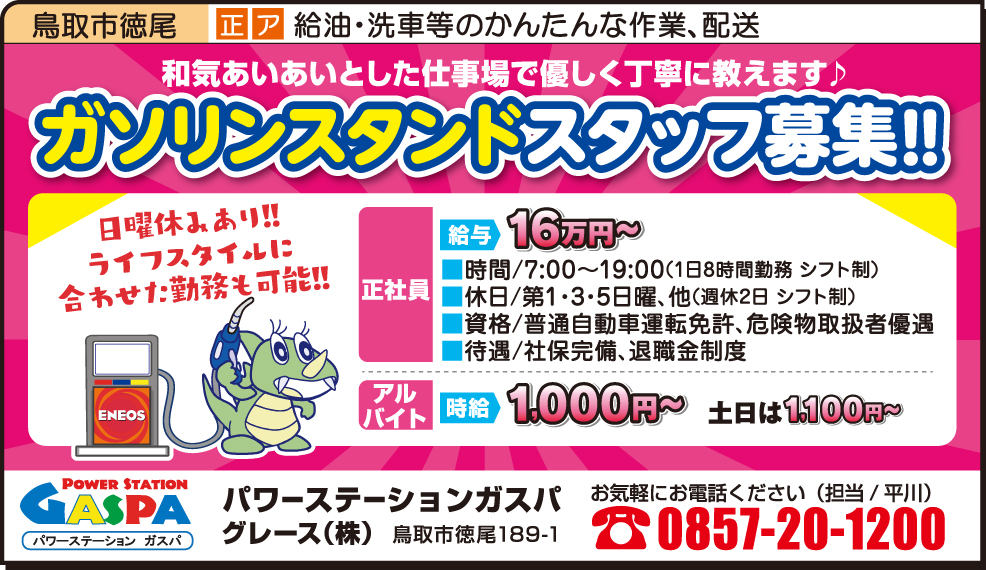 鳥取市徳尾 正 ア 給油・洗車等のかんたんな作業、配送
和気あいあいとした仕事場で優しく丁寧に教えます♪
ガソリンスタンドスタッフ募集!!
日曜休みあり!!
ライフスタイルに
合わせた勤務も可能!!
ENEOS
正社員
給与 16万円~
■時間/7:00~19:00(1日8時間勤務 シフト制)
■休日/第1・3・5日曜、他(週休2日 シフト制)
■資格/普通自動車運転免許、危険物取扱者優遇
■待遇/社保完備、退職金制度
アル
バイト
時給 1,000円~ 土日は1,100円~
POWER STATION
GASPA
パワーステーション ガスパ
パワーステーションガスパ
グレース(株) 鳥取市徳尾189-1
お気軽にお電話ください(担当/平川)
☎0857-20-1200